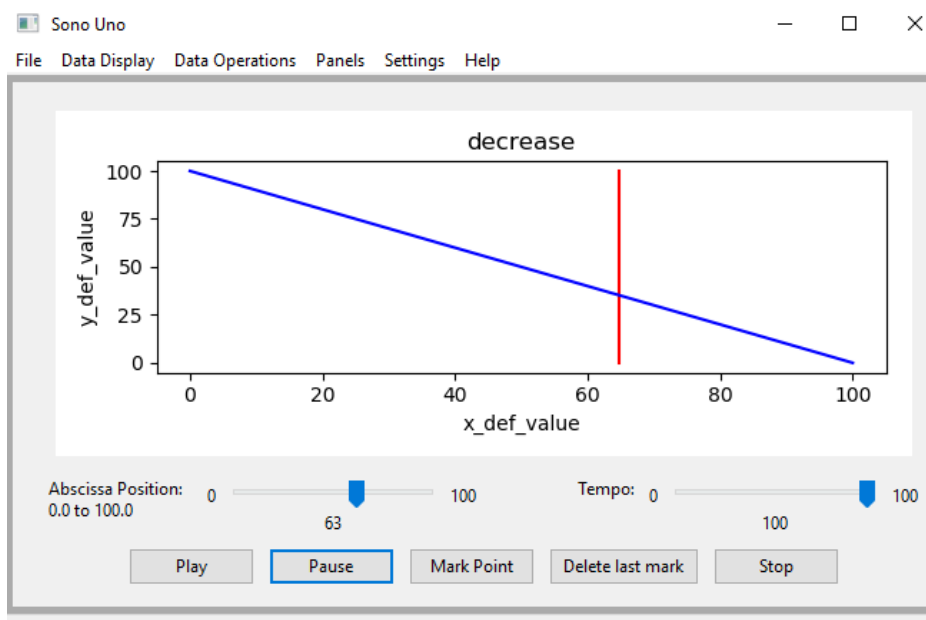 Sono Uno
File Data Display Data Operations Panels Settings Help
decrease
100
75
50
25
0
y_def_value
0 20 40 60 80 100
x_def_value
Abscissa Position: 0 100 Tempo: 0 100
0.0 to 100.0
63 100
Play Pause Mark Point Delete last mark Stop